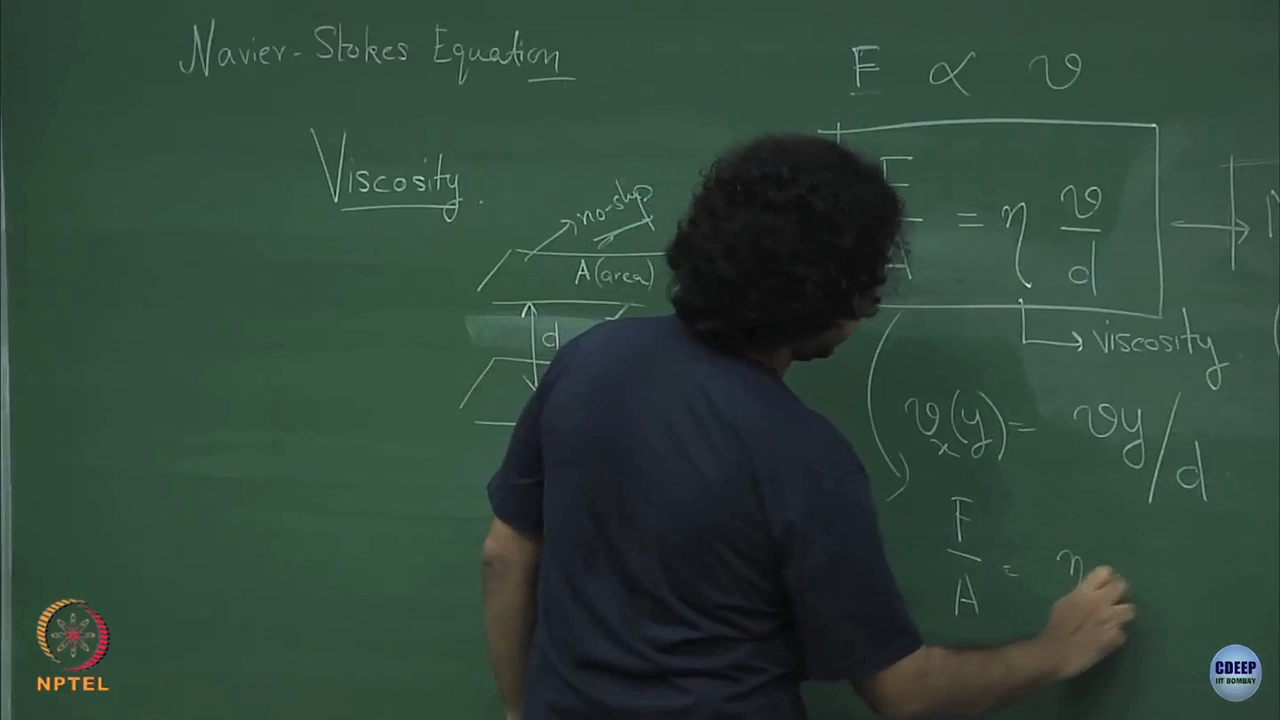 Navier-Stokes Equation
Viscosity.
no-slip
A (area)
d
F ∝ v
F/A = η v/d
viscosity
v_x(y) = vy/d
F/A = η
NPTEL
CDEEP
IIT BOMBAY